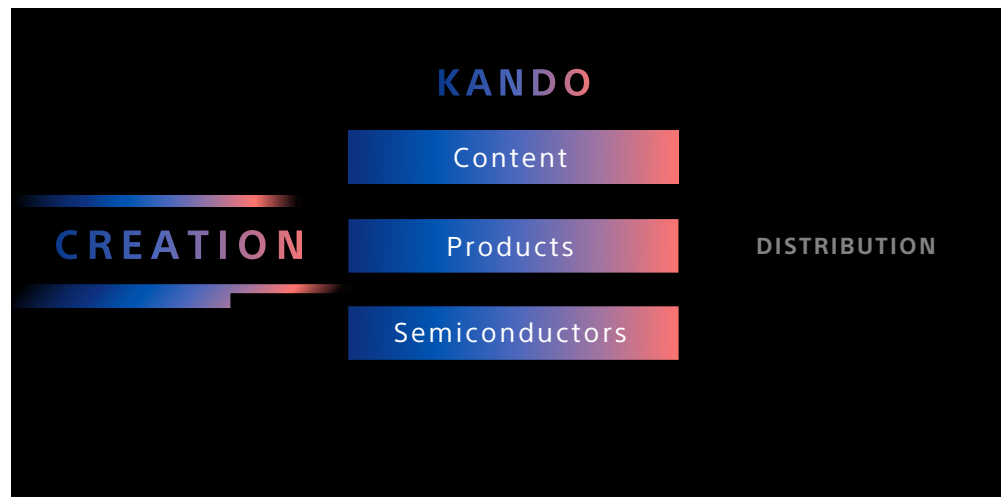 KANDO
Content
CREATION
Products
DISTRIBUTION
Semiconductors